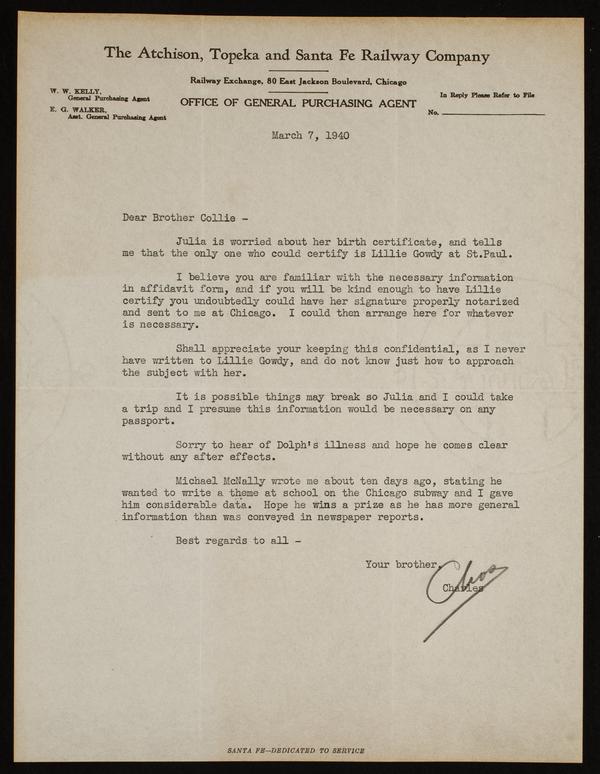 The Atchison, Topeka and Santa Fe Railway Company
Railway Exchange, 80 East Jackson Boulevard, Chicago
W. W. KELLY,
General Purchasing Agent
E. G. WALKER,
Asst. General Purchasing Agent
OFFICE OF GENERAL PURCHASING AGENT
In Reply Please Refer to File
No.
March 7, 1940
Dear Brother Collie -
Julia is worried about her birth certificate, and tells
me that the only one who could certify is Lillie Gowdy at St.Paul.
I believe you are familiar with the necessary information
in affidavit form, and if you will be kind enough to have Lillie
certify you undoubtedly could have her signature properly notarized
and sent to me at Chicago. I could then arrange here for whatever
is necessary.
Shall appreciate your keeping this confidential, as I never
have written to Lillie Gowdy, and do not know just how to approach
the subject with her.
It is possible things may break so Julia and I could take
a trip and I presume this information would be necessary on any
passport.
Sorry to hear of Dolph's illness and hope he comes clear
without any after effects.
Michael McNally wrote me about ten days ago, stating he
wanted to write a theme at school on the Chicago subway and I gave
him considerable data. Hope he wins a prize as he has more general
information than was conveyed in newspaper reports.
Best regards to all -
Your brother,
Chas
Charles
SANTA FE—DEDICATED TO SERVICE